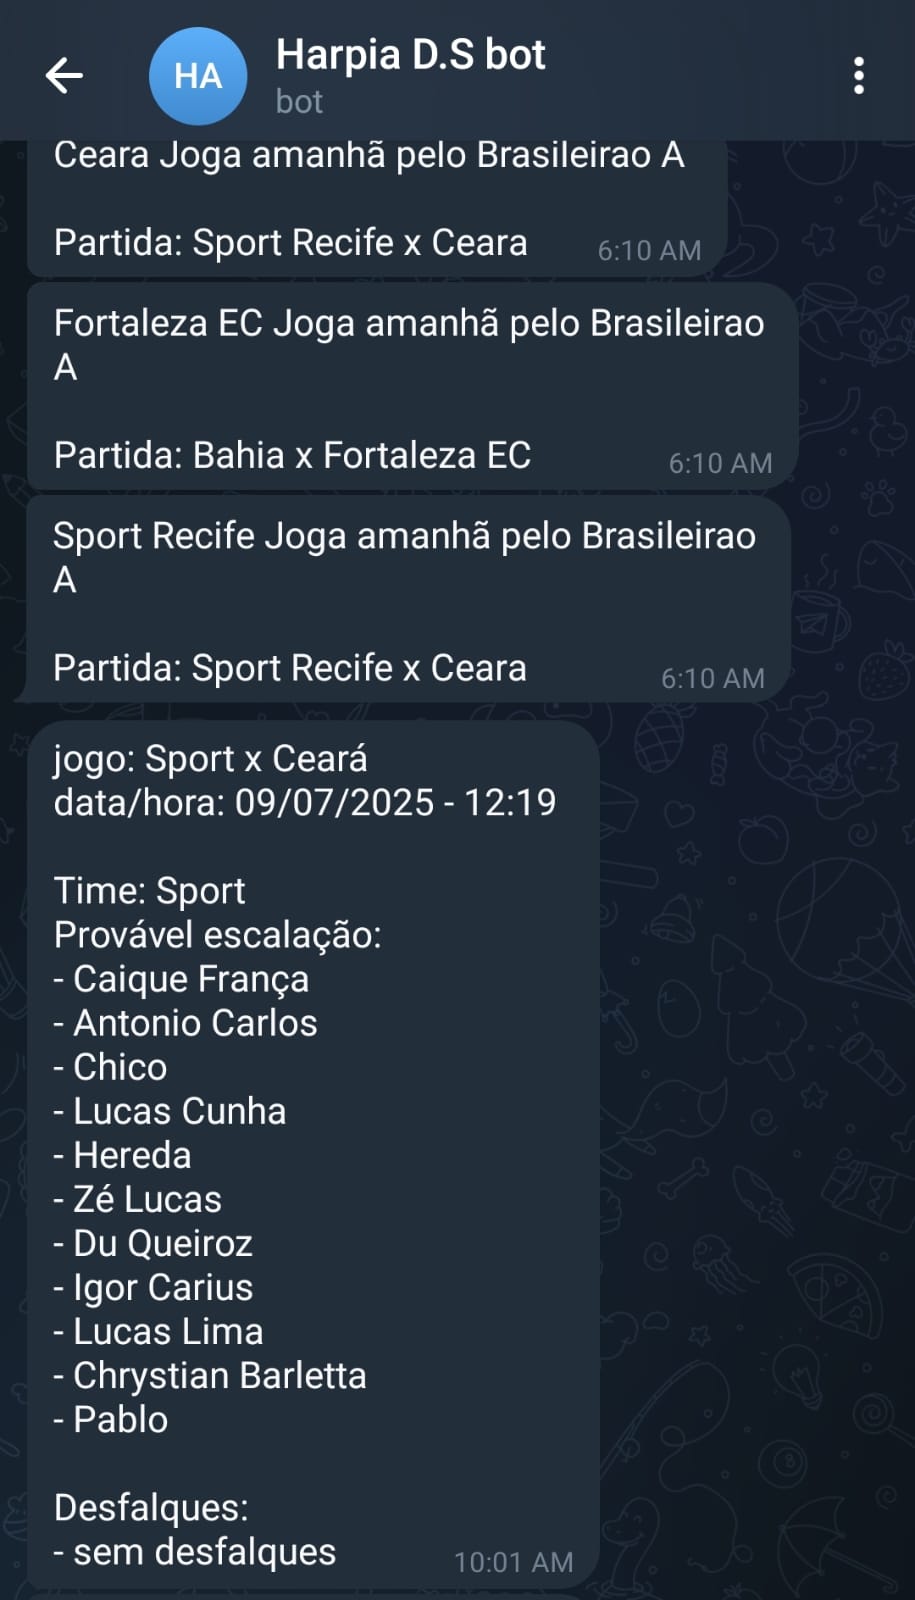 HA
Harpia D.S bot
bot
Ceara Joga amanhã pelo Brasileirao A
Partida: Sport Recife x Ceara
6:10 AM
Fortaleza EC Joga amanhã pelo Brasileirao
A
Partida: Bahia x Fortaleza EC
6:10 AM
Sport Recife Joga amanhã pelo Brasileirao
A
Partida: Sport Recife x Ceara
6:10 AM
jogo: Sport x Ceará
data/hora: 09/07/2025 - 12:19
Time: Sport
Provável escalação:
- Caique França
- Antonio Carlos
- Chico
- Lucas Cunha
- Hereda
- Zé Lucas
- Du Queiroz
- Igor Carius
- Lucas Lima
- Chrystian Barletta
- Pablo
Desfalques:
- sem desfalques
10:01 AM